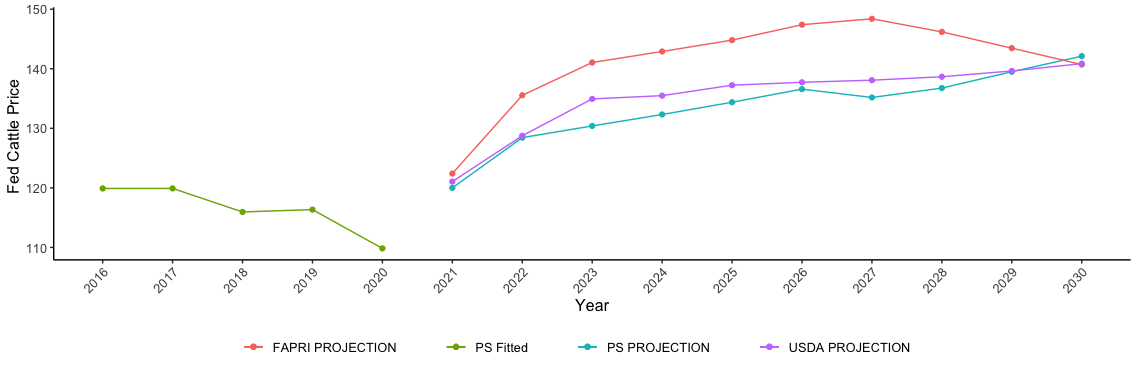 Fed Cattle Price
150
140
130
120
110
2016 2017 2018 2019 2020 2021 2022 2023 2024 2025 2026 2027 2028 2029 2030
Year
FAPRI PROJECTION PS Fitted PS PROJECTION USDA PROJECTION